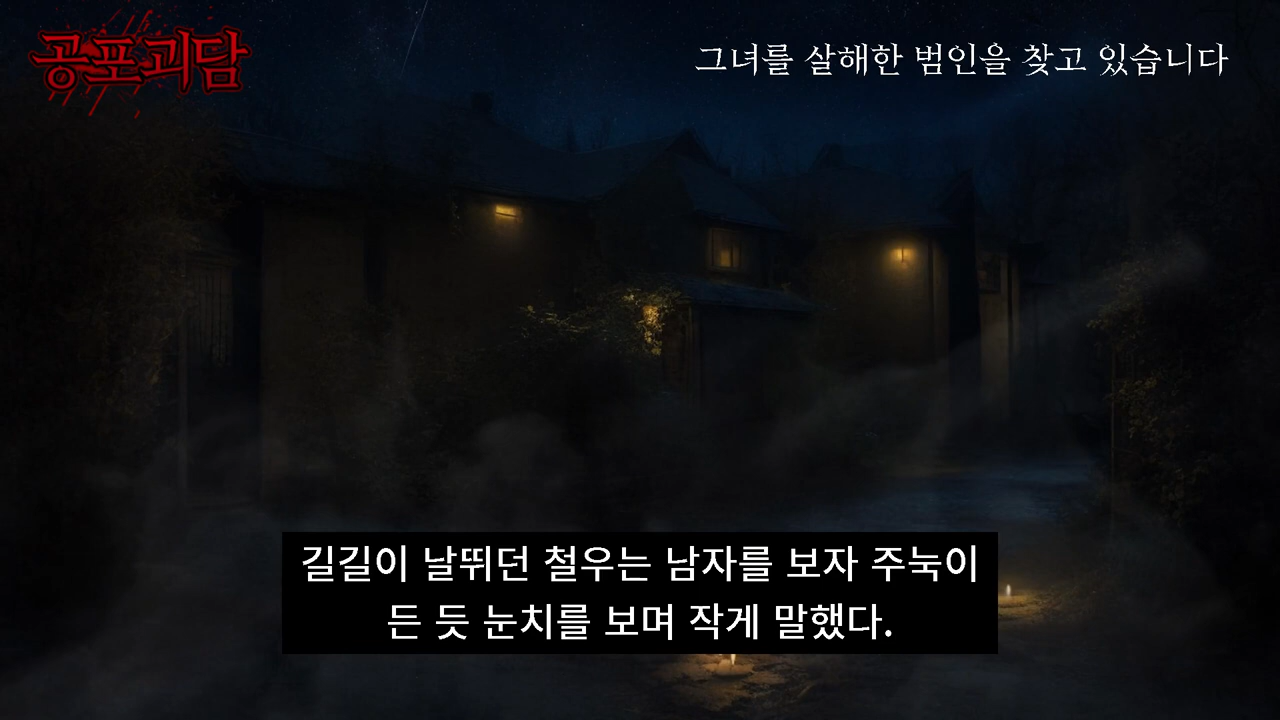 공포괴담
그녀를 살해한 범인을 찾고 있습니다
길길이 날뛰던 철우는 남자를 보자 주눅이
든 듯 눈치를 보며 작게 말했다.